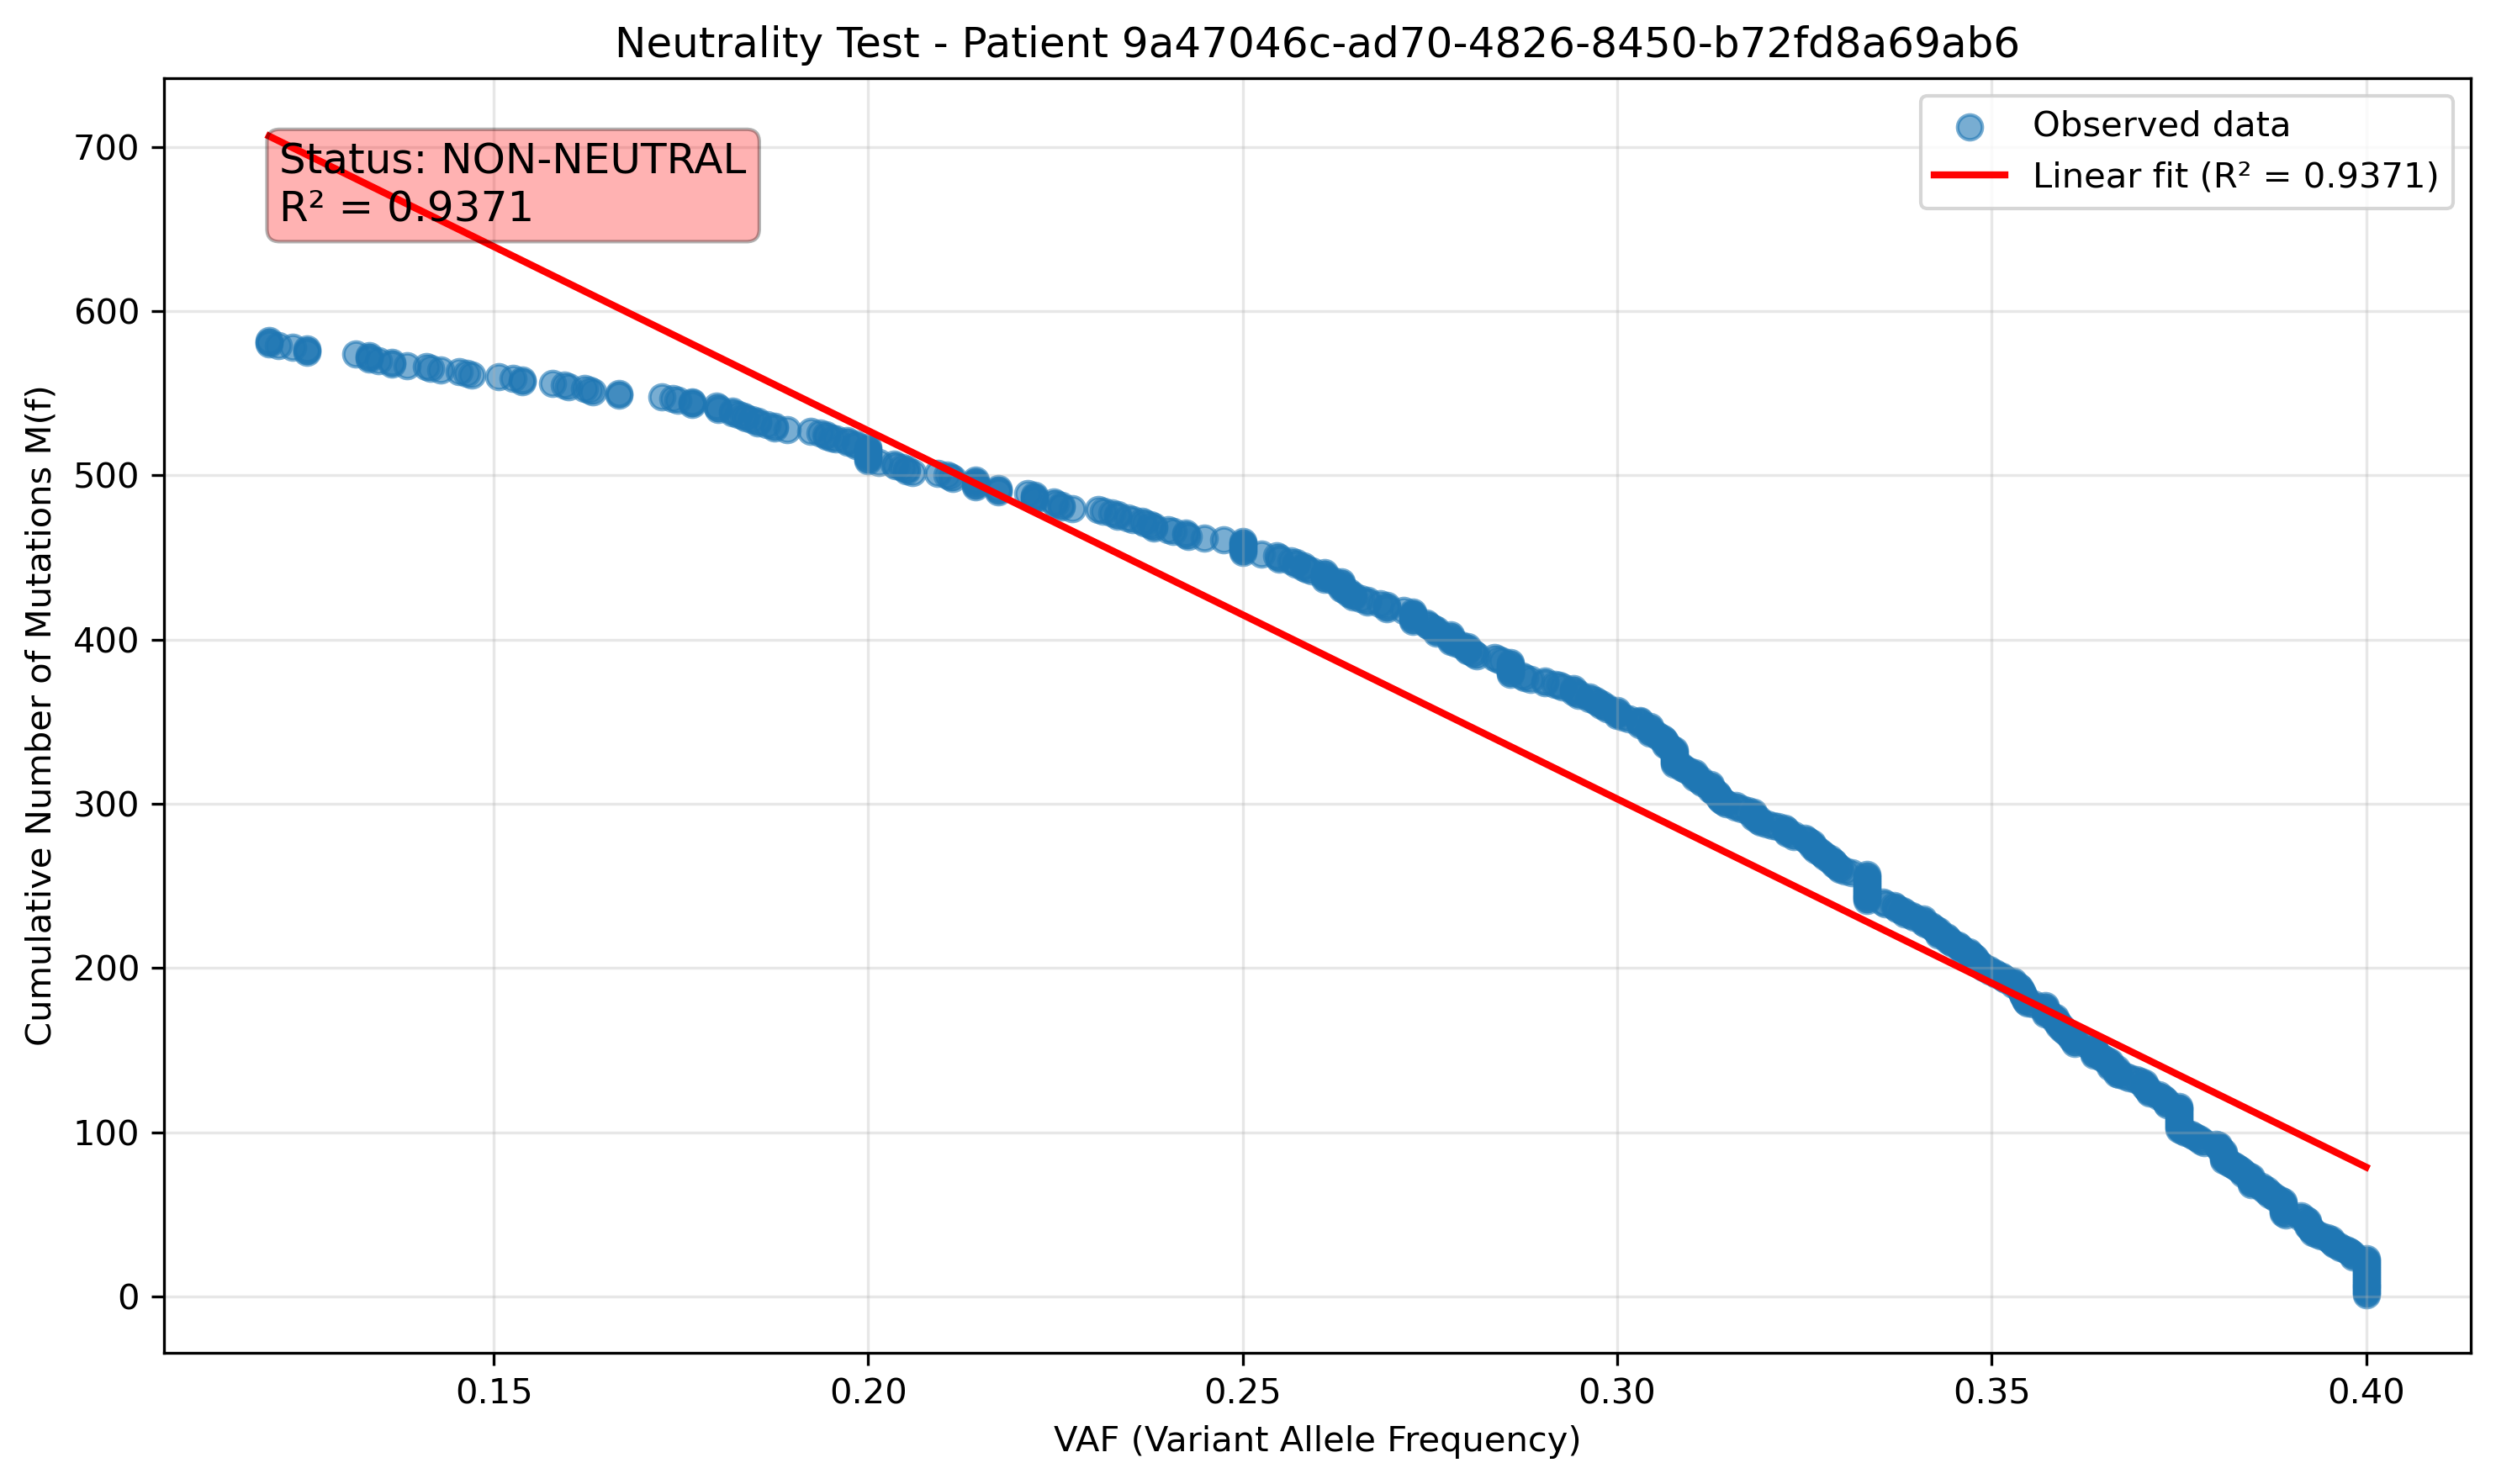 Neutrality Test - Patient 9a47046c-ad70-4826-8450-b72fd8a69ab6
Observed data
Linear fit (R² = 0.9371)
Status: NON-NEUTRAL
R² = 0.9371
Cumulative Number of Mutations M(f)
700
600
500
400
300
200
100
0
0.15
0.20
0.25
0.30
0.35
0.40
VAF (Variant Allele Frequency)